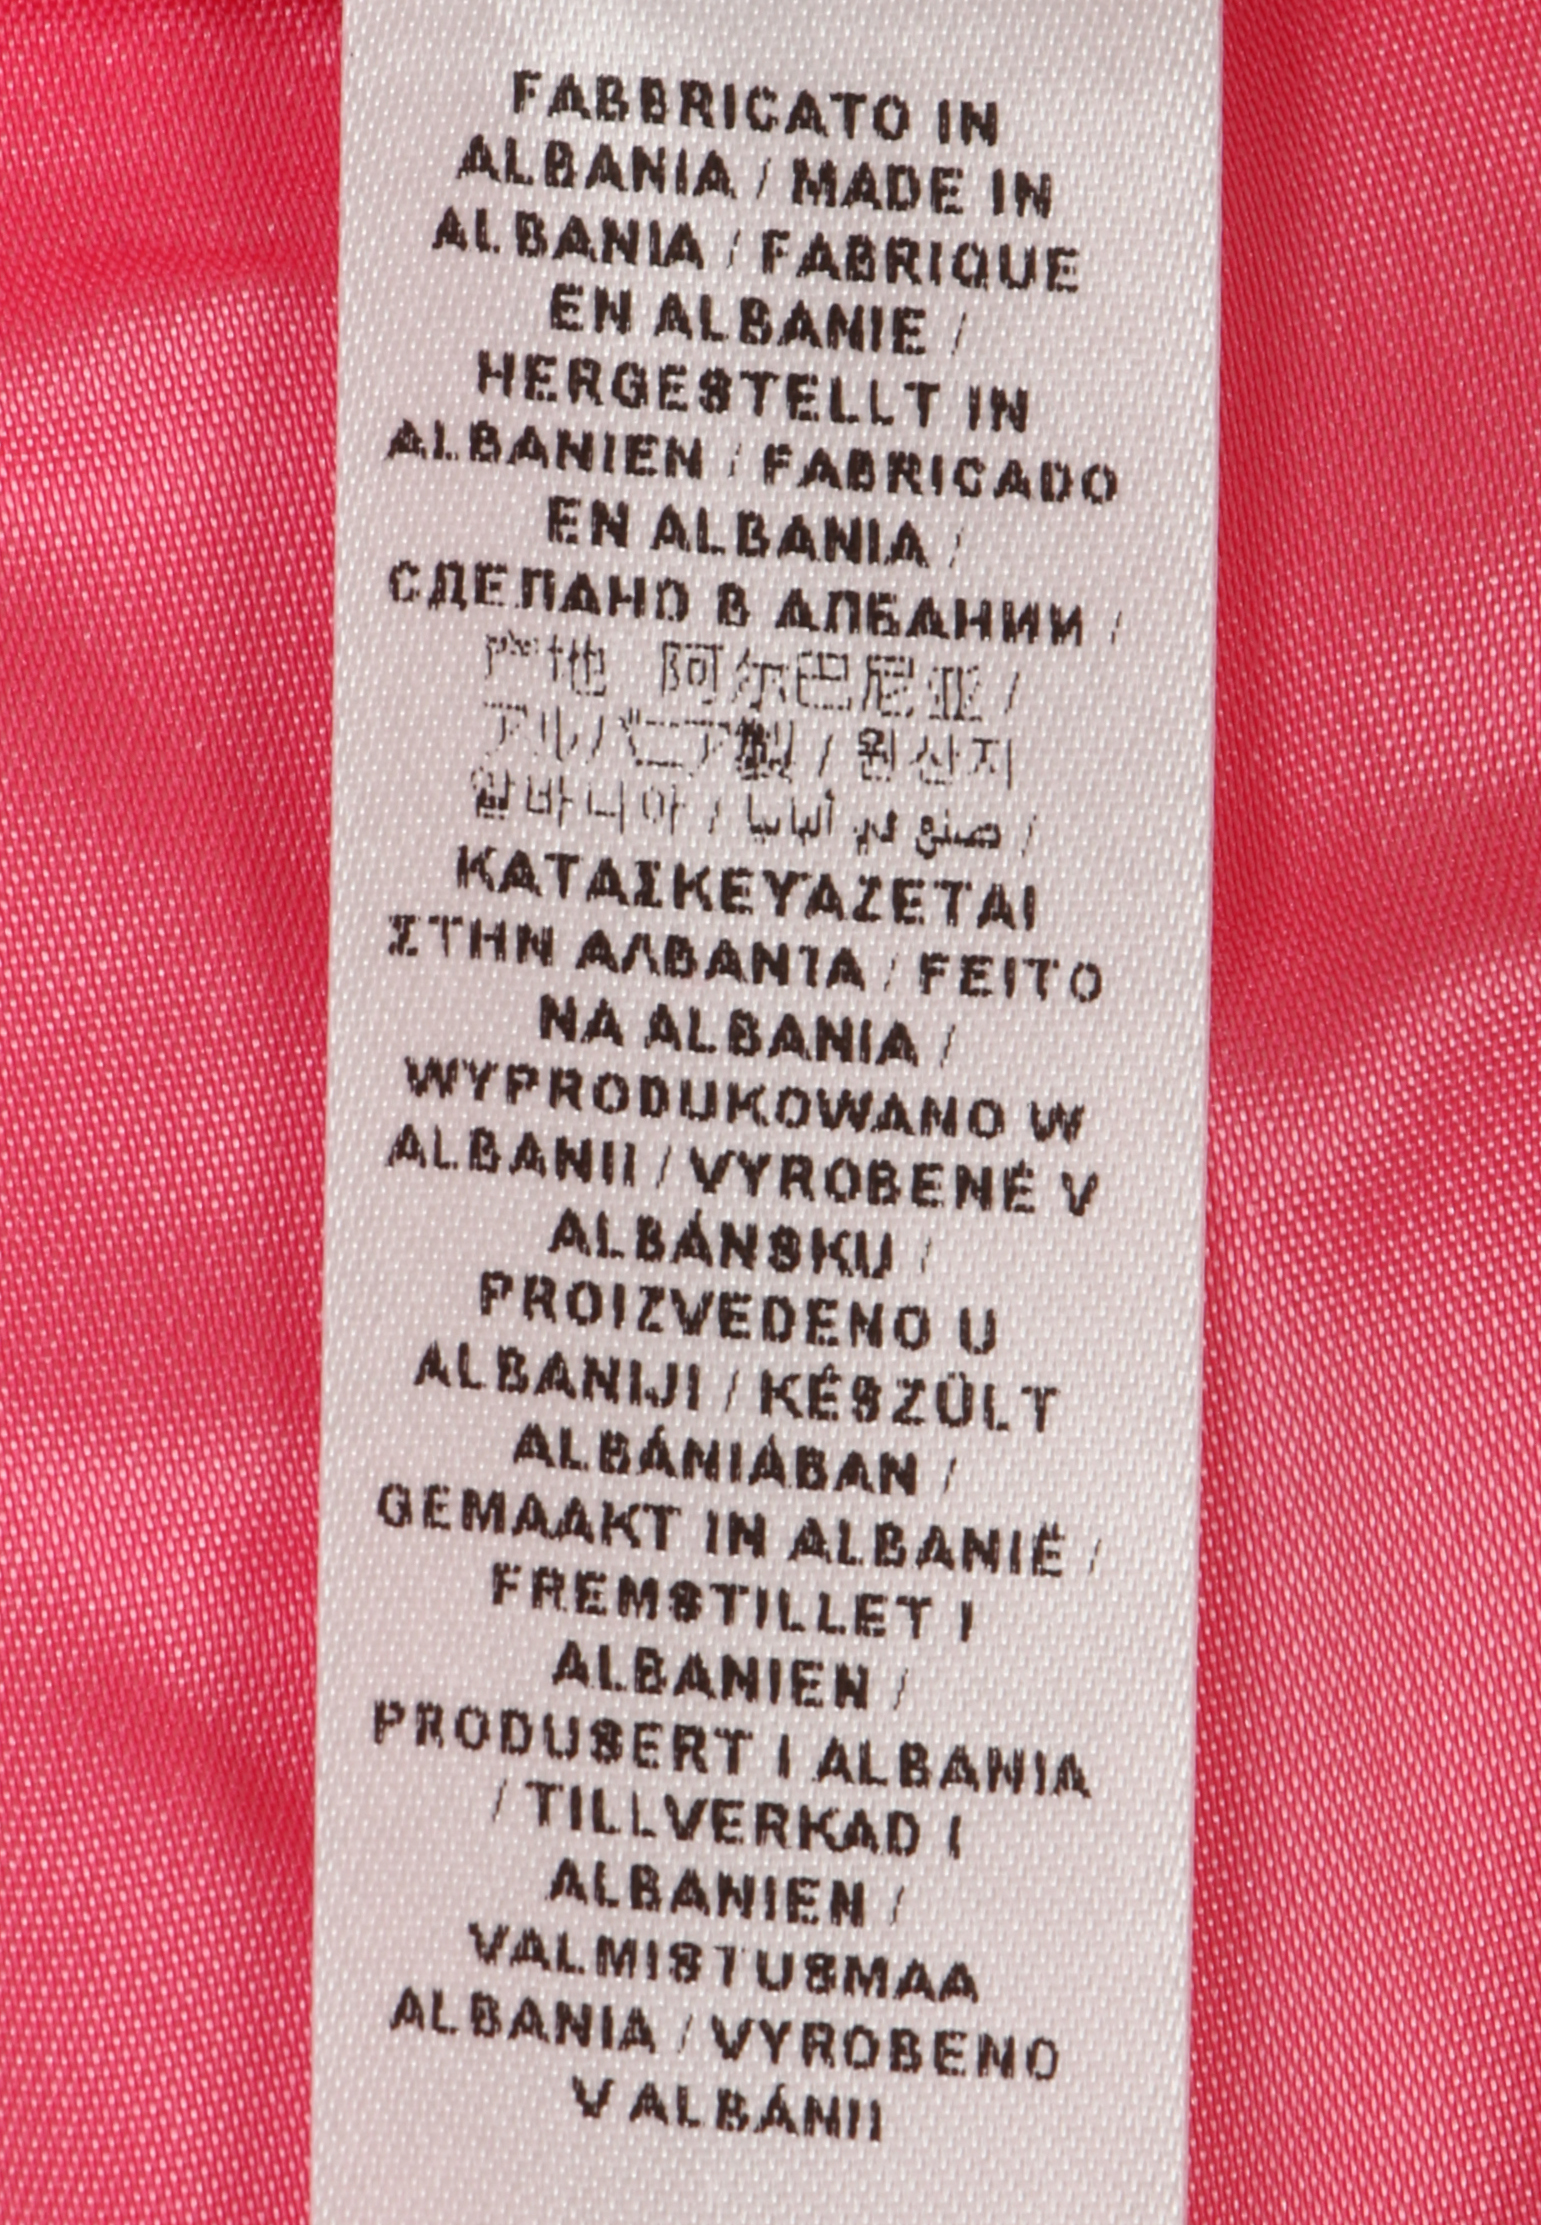 FABBRICATO IN
ALBANIA / MADE IN
ALBANIA / FABRIQUE
EN ALBANIE /
HERGESTELLT IN
ALBANIEN / FABRICADO
EN ALBANIA /
СДЕЛАНО В АЛБАНИИ /
产地 阿尔巴尼亚 /
アルバニア製 / 원산지
알바니아 / صنع في ألبانيا /
ΚΑΤΑΣΚΕΥΆΖΕΤΑΙ
ΣΤΗΝ ΑΛΒΑΝΊΑ / FEITO
NA ALBANIA /
WYPRODUKOWANO W
ALBANII / VYROBENÉ V
ALBÁNSKU /
PROIZVEDENO U
ALBANIJI / KÉSZÜLT
ALBÁNIÁBAN /
GEMAAKT IN ALBANIË /
FREMSTILLET I
ALBANIEN /
PRODUSERT I ALBANIA
/ TILLVERKAD I
ALBANIEN /
VALMISTUSMAA
ALBANIA / VYROBENO
V ALBÁNII